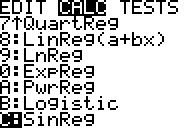 EDIT CALC TESTS
7↑QuartReg
8:LinReg(a+bx)
9:LnReg
0:ExpReg
A:PwrReg
B:Logistic
C:SinReg